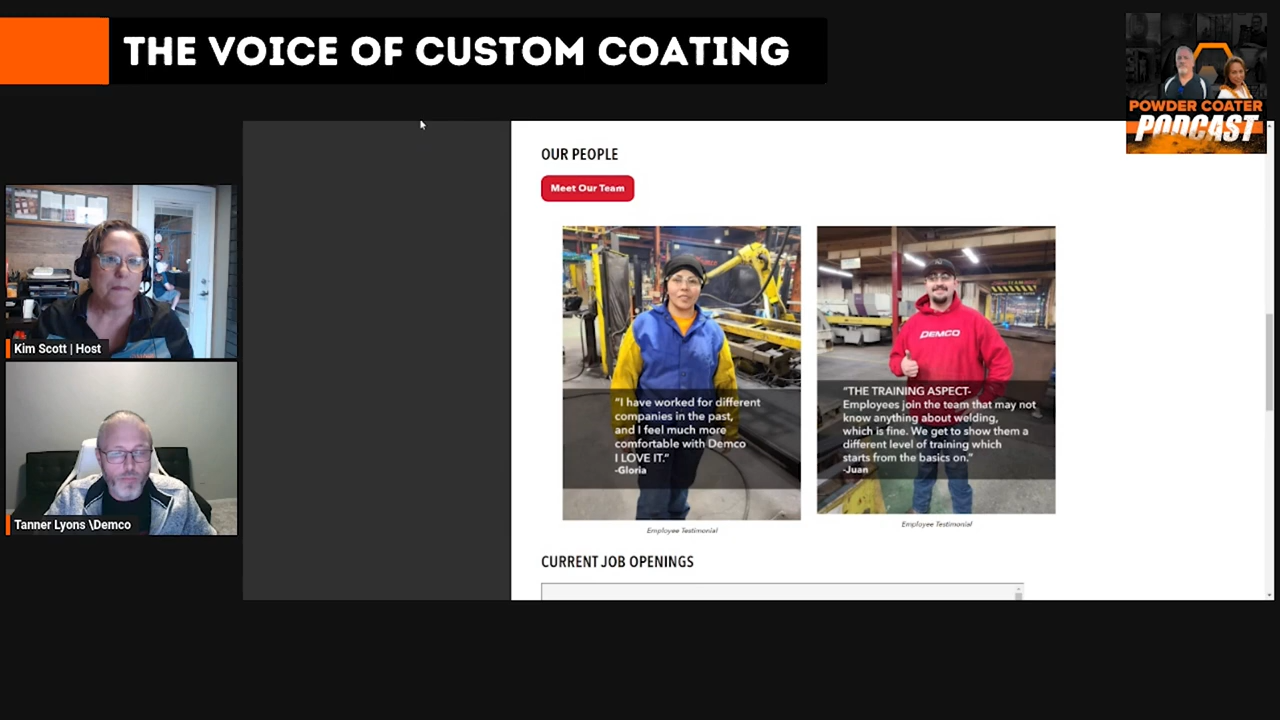 THE VOICE OF CUSTOM COATING
POWDER COATER
PODCAST
OUR PEOPLE
Meet Our Team
Kim Scott | Host
Tanner Lyons \Demco
"I have worked for different
companies in the past,
and I feel much more
comfortable with Demco
I LOVE IT."
-Gloria
Employee Testimonial
DEMCO
"THE TRAINING ASPECT-
Employees join the team that may not
know anything about welding,
which is fine. We get to show them a
different level of training which
starts from the basics on."
-Juan
Employee Testimonial
CURRENT JOB OPENINGS